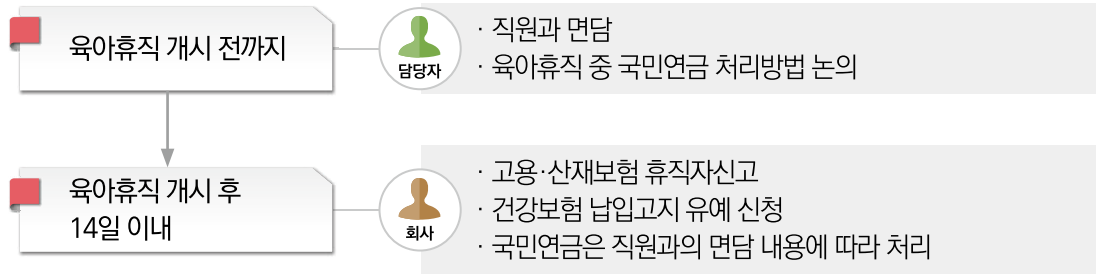 육아휴직 개시 전까지
담당자
· 직원과 면담
· 육아휴직 중 국민연금 처리방법 논의
육아휴직 개시 후
14일 이내
회사
· 고용·산재보험 휴직자신고
· 건강보험 납입고지 유예 신청
· 국민연금은 직원과의 면담 내용에 따라 처리